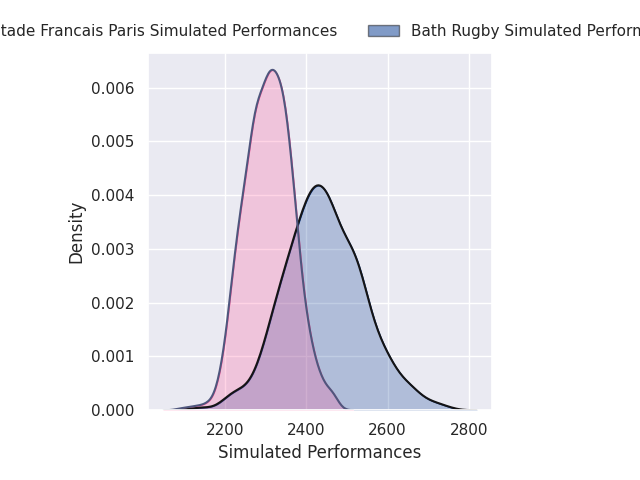 tade Francais Paris Simulated Performances
Bath Rugby Simulated Perforn
0.006
0.005
0.004
0.003
0.002
0.001
0.000
Density
2200 2400 2600 2800
Simulated Performances